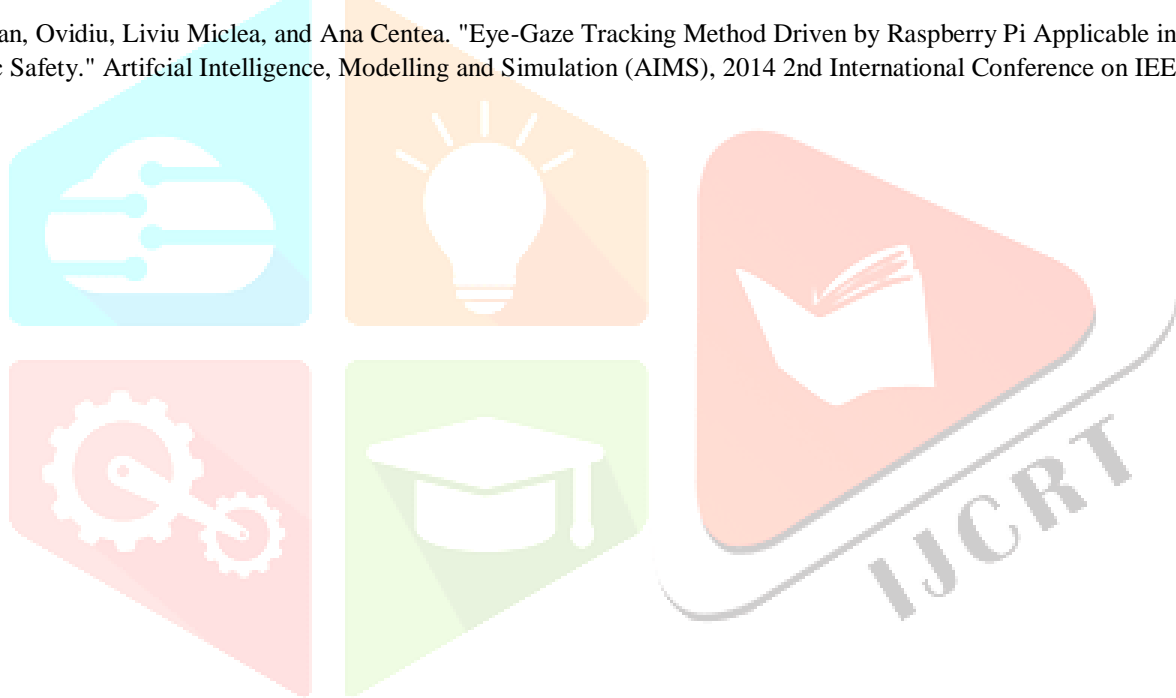 an, Ovidiu, Liviu Miclea, and Ana Centea. "Eye-Gaze Tracking Method Driven by Raspberry Pi Applicable in
c Safety." Artifcial Intelligence, Modelling and Simulation (AIMS), 2014 2nd International Conference on IEE
IJCRT